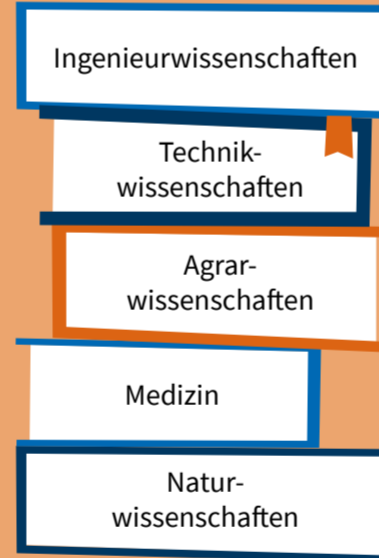 Ingenieurwissenschaften
Technik-
wissenschaften
Agrar-
wissenschaften
Medizin
Natur-
wissenschaften